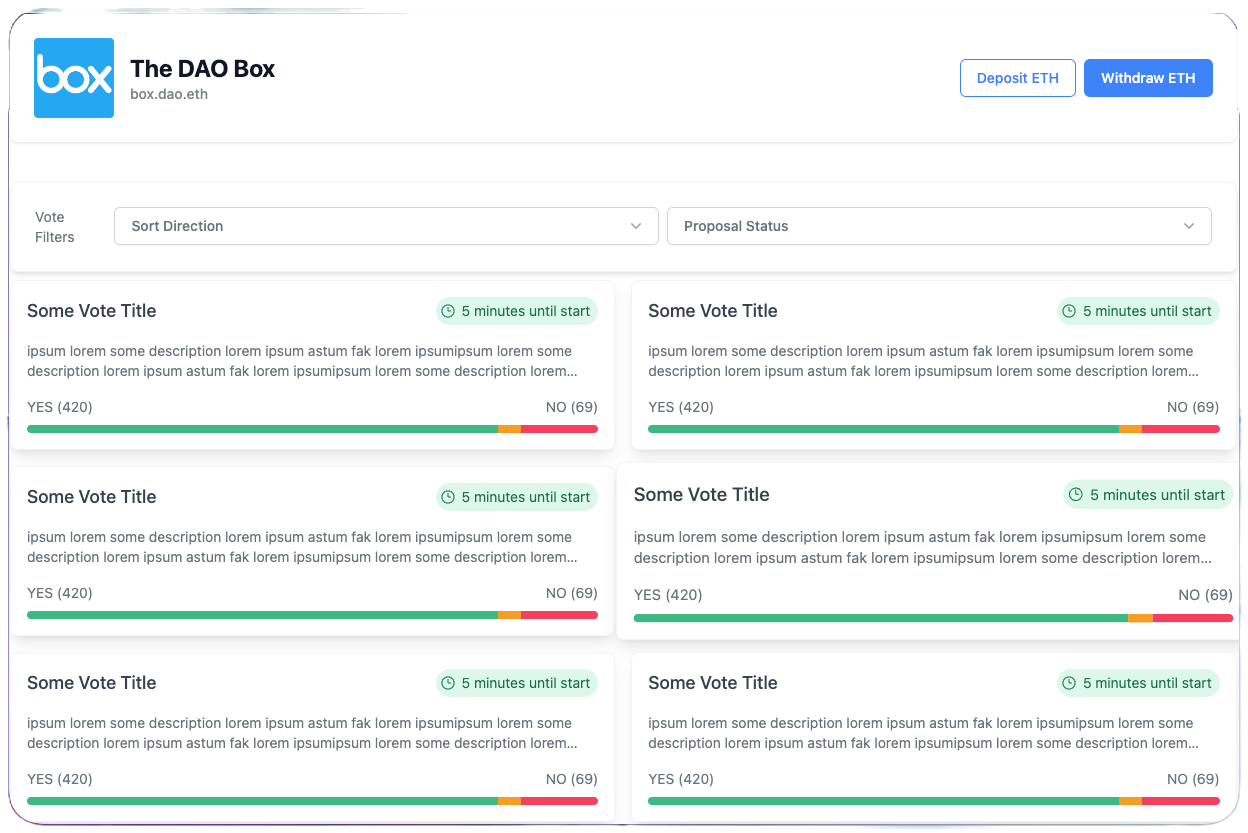 box
The DAO Box
box.dao.eth
Deposit ETH
Withdraw ETH
Vote
Filters
Sort Direction
Proposal Status
Some Vote Title
5 minutes until start
ipsum lorem some description lorem ipsum astum fak lorem ipsumipsum lorem some
description lorem ipsum astum fak lorem ipsumipsum lorem some description lorem...
YES (420)
NO (69)
Some Vote Title
5 minutes until start
ipsum lorem some description lorem ipsum astum fak lorem ipsumipsum lorem some
description lorem ipsum astum fak lorem ipsumipsum lorem some description lorem...
YES (420)
NO (69)
Some Vote Title
5 minutes until start
ipsum lorem some description lorem ipsum astum fak lorem ipsumipsum lorem some
description lorem ipsum astum fak lorem ipsumipsum lorem some description lorem...
YES (420)
NO (69)
Some Vote Title
5 minutes until start
ipsum lorem some description lorem ipsum astum fak lorem ipsumipsum lorem some
description lorem ipsum astum fak lorem ipsumipsum lorem some description lorem...
YES (420)
NO (69)
Some Vote Title
5 minutes until start
ipsum lorem some description lorem ipsum astum fak lorem ipsumipsum lorem some
description lorem ipsum astum fak lorem ipsumipsum lorem some description lorem...
YES (420)
NO (69)
Some Vote Title
5 minutes until start
ipsum lorem some description lorem ipsum astum fak lorem ipsumipsum lorem some
description lorem ipsum astum fak lorem ipsumipsum lorem some description lorem...
YES (420)
NO (69)